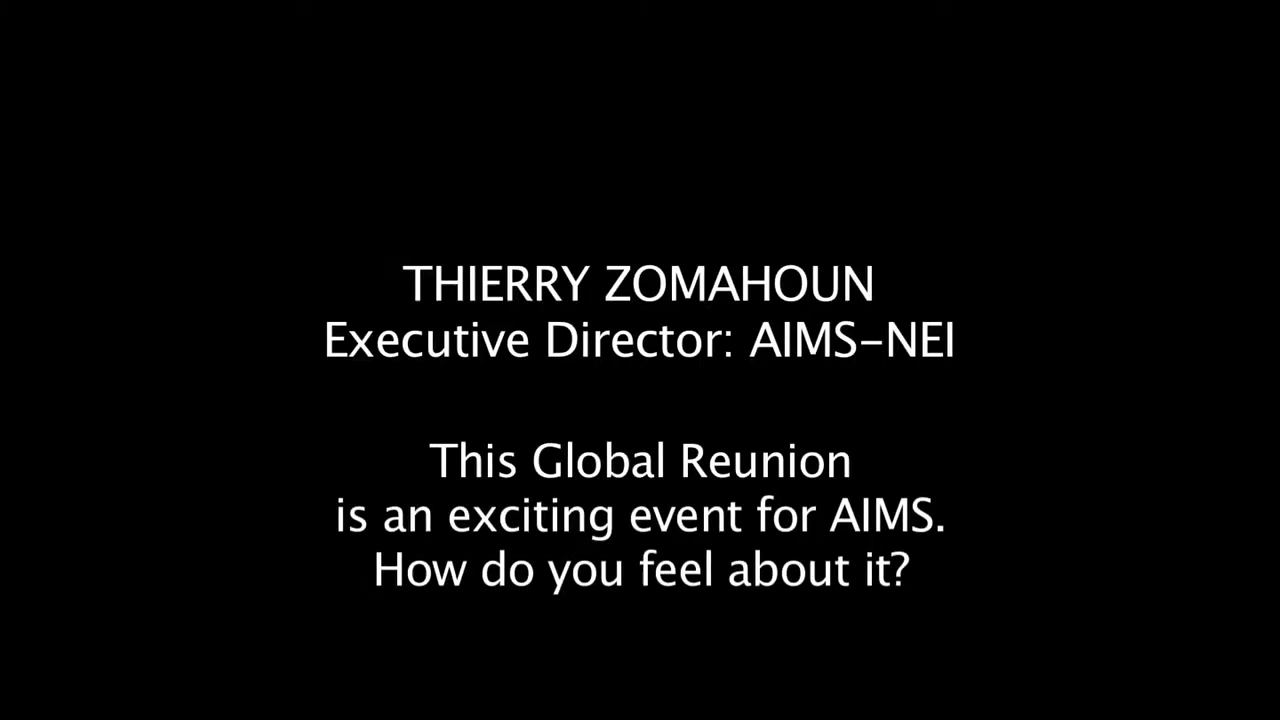 THIERRY ZOMAHOUN
Executive Director: AIMS-NEI
This Global Reunion
is an exciting event for AIMS.
How do you feel about it?